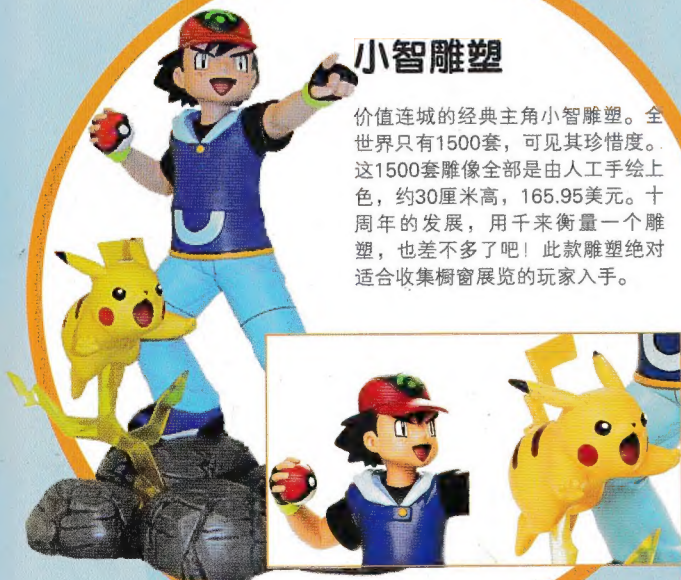 小智雕塑
价值连城的经典主角小智雕塑。全
世界只有1500套，可见其珍惜度。
这1500套雕像全部是由人工手绘上
色，约30厘米高，165.95美元。十
周年的发展，用千来衡量一个雕
塑，也差不多了吧！此款雕塑绝对
适合收集橱窗展览的玩家入手。